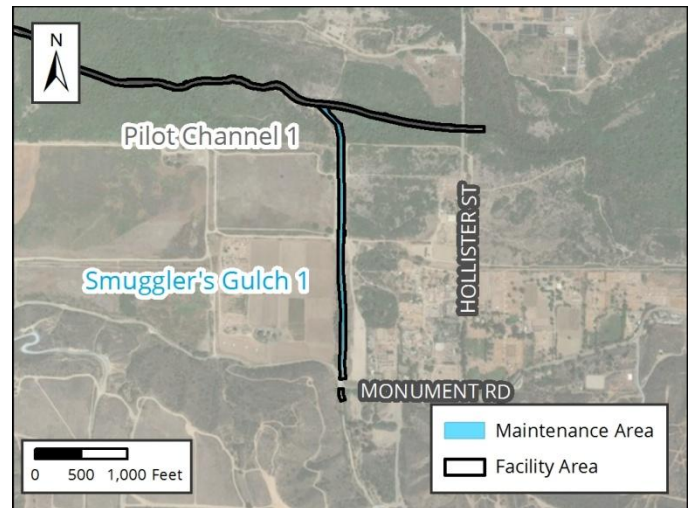 N
Pilot Channel 1
Smuggler's Gulch 1
HOLLISTER ST
MONUMENT RD
Maintenance Area
Facility Area
0 500 1,000 Feet